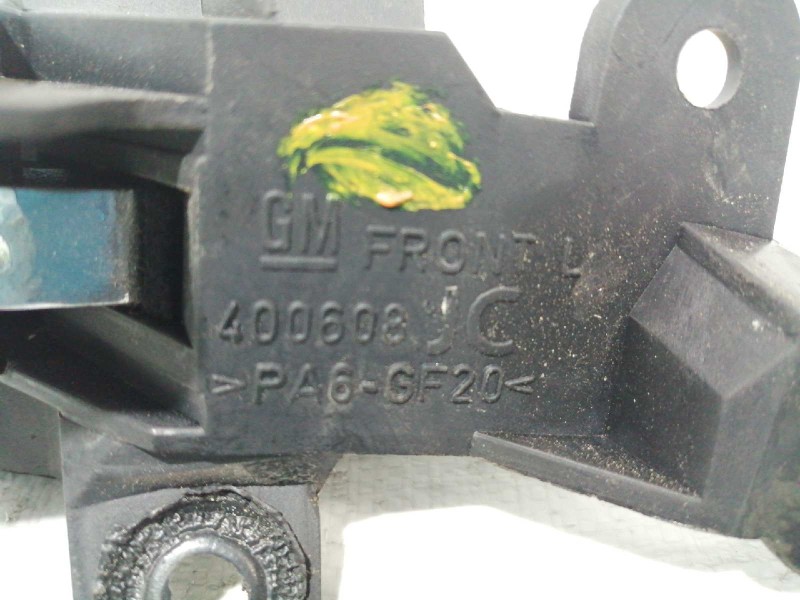 GM FRONT L
400608 JC
>PA6-GF20<